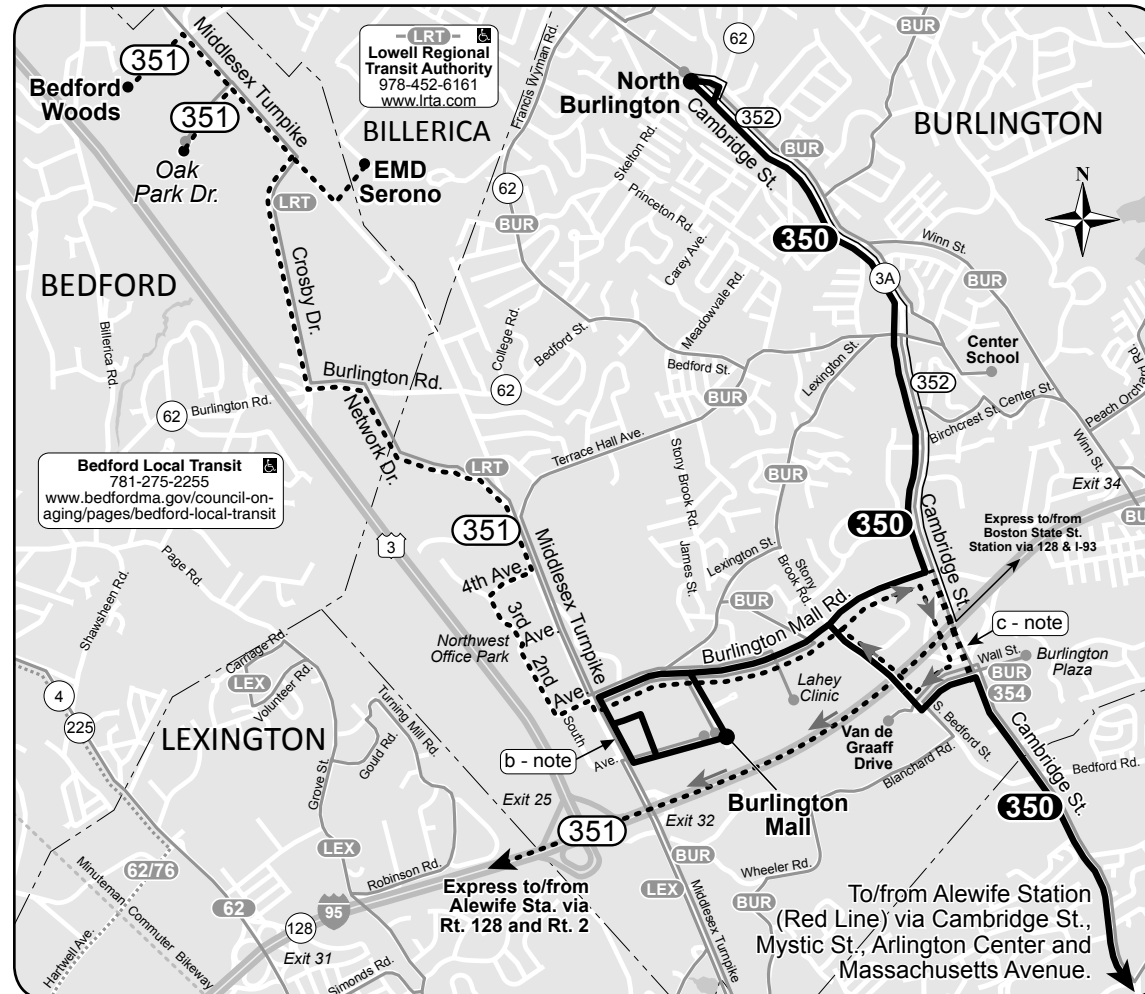 351
Middlesex Turnpike
LRT
Lowell Regional
Transit Authority
978-452-6161
www.lrta.com
Francis Wyman Rd.
62
BUR
North
Burlington
352
Cambridge St.
BUR
BURLINGTON
Bedford
Woods
351
Oak
Park Dr.
BILLERICA
EMD
Serono
LRT
62
BUR
Skelton Rd.
Princeton Rd.
Carey Ave.
Meadowvale Rd.
350
N
Winn St.
BUR
3A
BEDFORD
Crosby Dr.
Billerica Rd.
College Rd.
Bedford St.
Bedford St.
Lexington St.
Center
School
352
Birchcrest St.
Center St.
Peach Orchard Rd.
Burlington Rd.
62
62
Burlington Rd.
BUR
Network Dr.
Winn St.
Exit 34
BUR
Terrace Hall Ave.
LRT
Stony Brook Rd.
BUR
Bedford Local Transit
781-275-2255
www.bedfordma.gov/council-on-
aging/pages/bedford-local-transit
351
3
350
Cambridge St.
Express to/from
Boston State St.
Station via 128 & I-93
Page Rd.
Shawsheen Rd.
Middlesex Turnpike
4th Ave.
3rd
Ave.
2nd
Ave.
Northwest
Office Park
James St.
Lexington St.
Stony
Brook Rd.
BUR
Burlington Mall Rd.
c - note
Wall St.
Burlington
Plaza
BUR
354
Carriage Rd.
LEX
Volunteer Rd.
4
225
LEXINGTON
Turning Mill Rd.
Gould Rd.
Grove St.
South
Ave.
b - note
Lahey
Clinic
Van de
Graaff
Drive
S. Bedford St.
Blanchard Rd.
Cambridge St.
Bedford Rd.
Exit 25
351
Exit 32
Burlington
Mall
350
LEX
Robinson Rd.
BUR
LEX
Wheeler Rd.
BUR
Middlesex Turnpike
62/76
62
Minuteman Commuter Bikeway
Hartwell Ave.
95
128
Exit 31
Simonds Rd.
Express to/from
Alewife Sta. via
Rt. 128 and Rt. 2
To/from Alewife Station
(Red Line) via Cambridge St.,
Mystic St., Arlington Center and
Massachusetts Avenue.